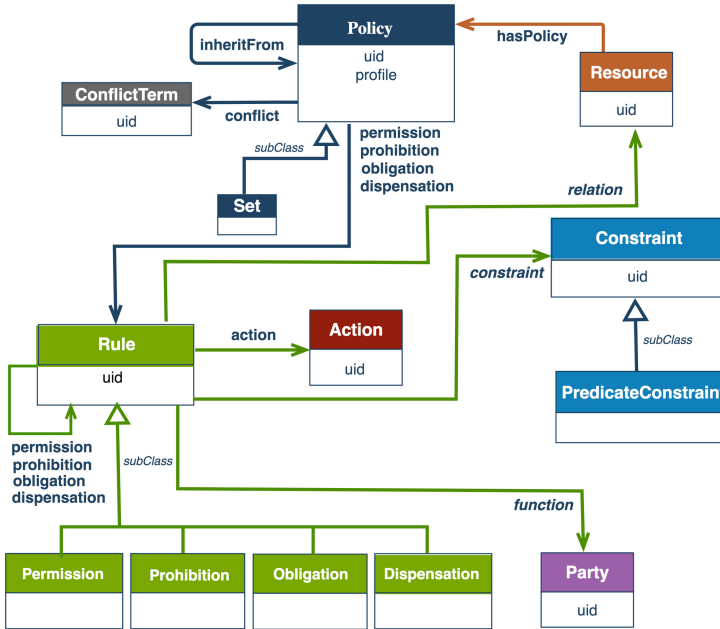 Policy
uid
profile
inheritFrom
hasPolicy
Resource
uid
ConflictTerm
uid
conflict
subClass
permission
prohibition
obligation
dispensation
Set
relation
Constraint
uid
constraint
Rule
uid
action
Action
uid
subClass
PredicateConstraint
permission
prohibition
obligation
dispensation
subClass
function
Permission
Prohibition
Obligation
Dispensation
Party
uid